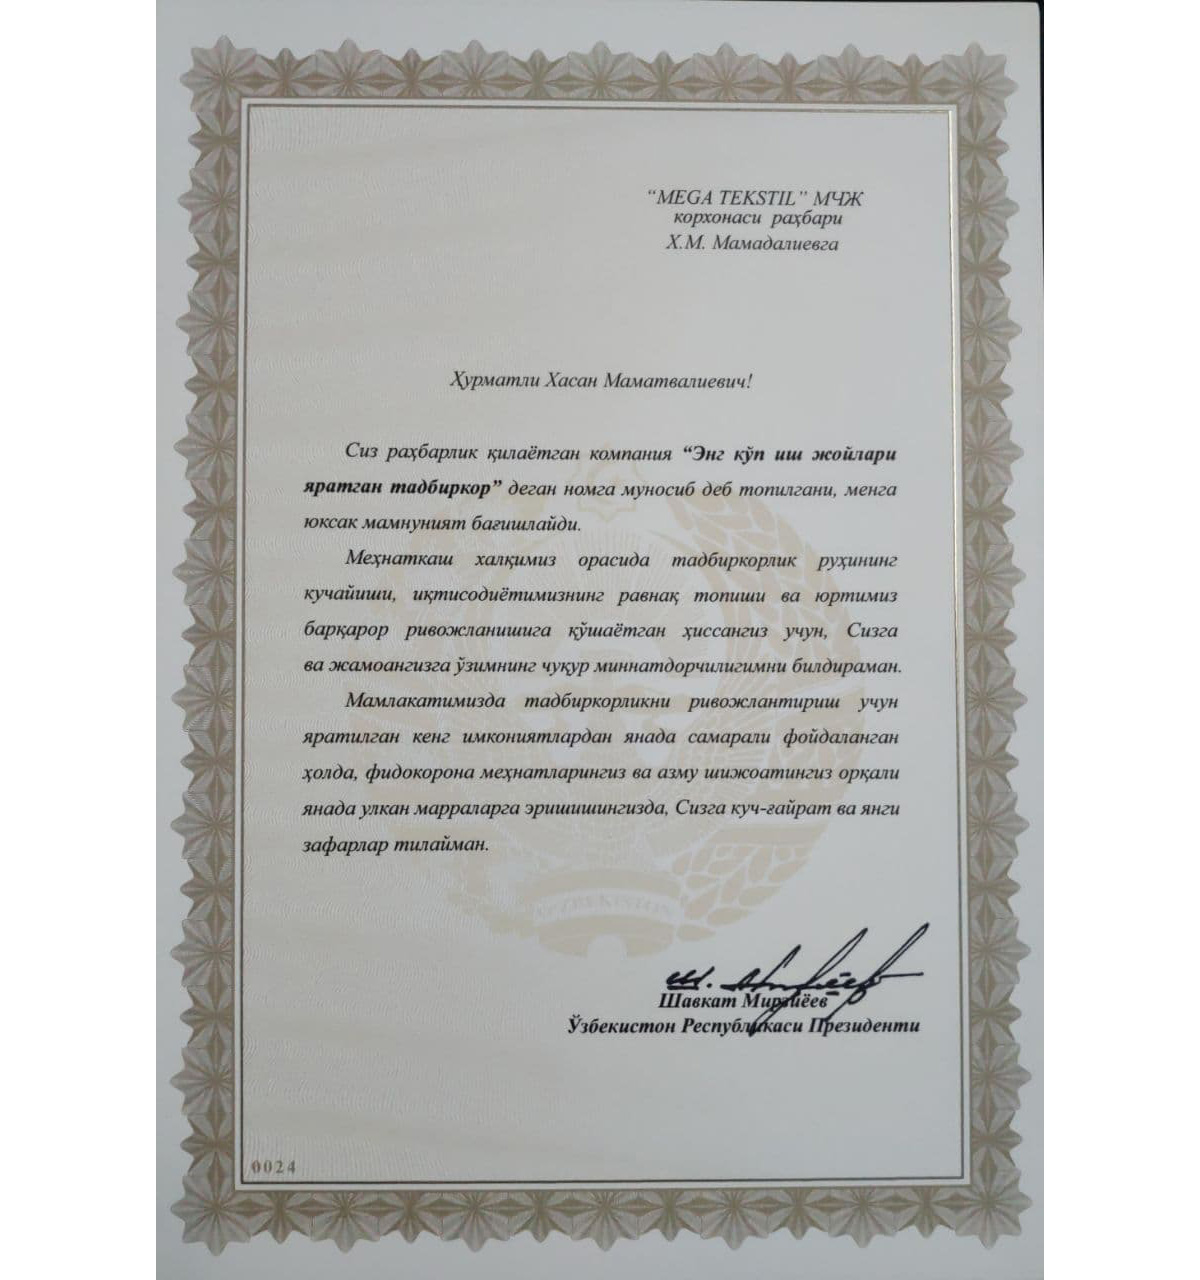 “MEGA TEKSTIL” МЧЖ
корхонаси раҳбари
Х.М. Мамадалиевга
Ҳурматли Хасан Маматвалиевич!
Сиз раҳбарлик қилаётган компания “Энг кўп иш жойлари
яратган тадбиркор” деган номга муносиб деб топилгани, менга
юксак мамнуният бағишлайди.
Меҳнаткаш халқимиз орасида тадбиркорлик руҳининг
кучайиши, иқтисодиётимизнинг равнақ топиши ва юртимиз
барқарор ривожланишига қўшаётган ҳиссангиз учун, Сизга
ва жамоангизга ўзимнинг чуқур миннатдорчилигимни билдираман.
Мамлакатимизда тадбиркорликни ривожлантириш учун
яратилган кенг имкониятлардан янада самарали фойдаланган
ҳолда, фидокорона меҳнатларингиз ва азму шижоатингиз орқали
янада улкан марраларга эришишингизда, Сизга куч-ғайрат ва янги
зафарлар тилайман.
O‘ZBEKISTON
Шавкат Мирзиёев
Ўзбекистон Республикаси Президенти
0024